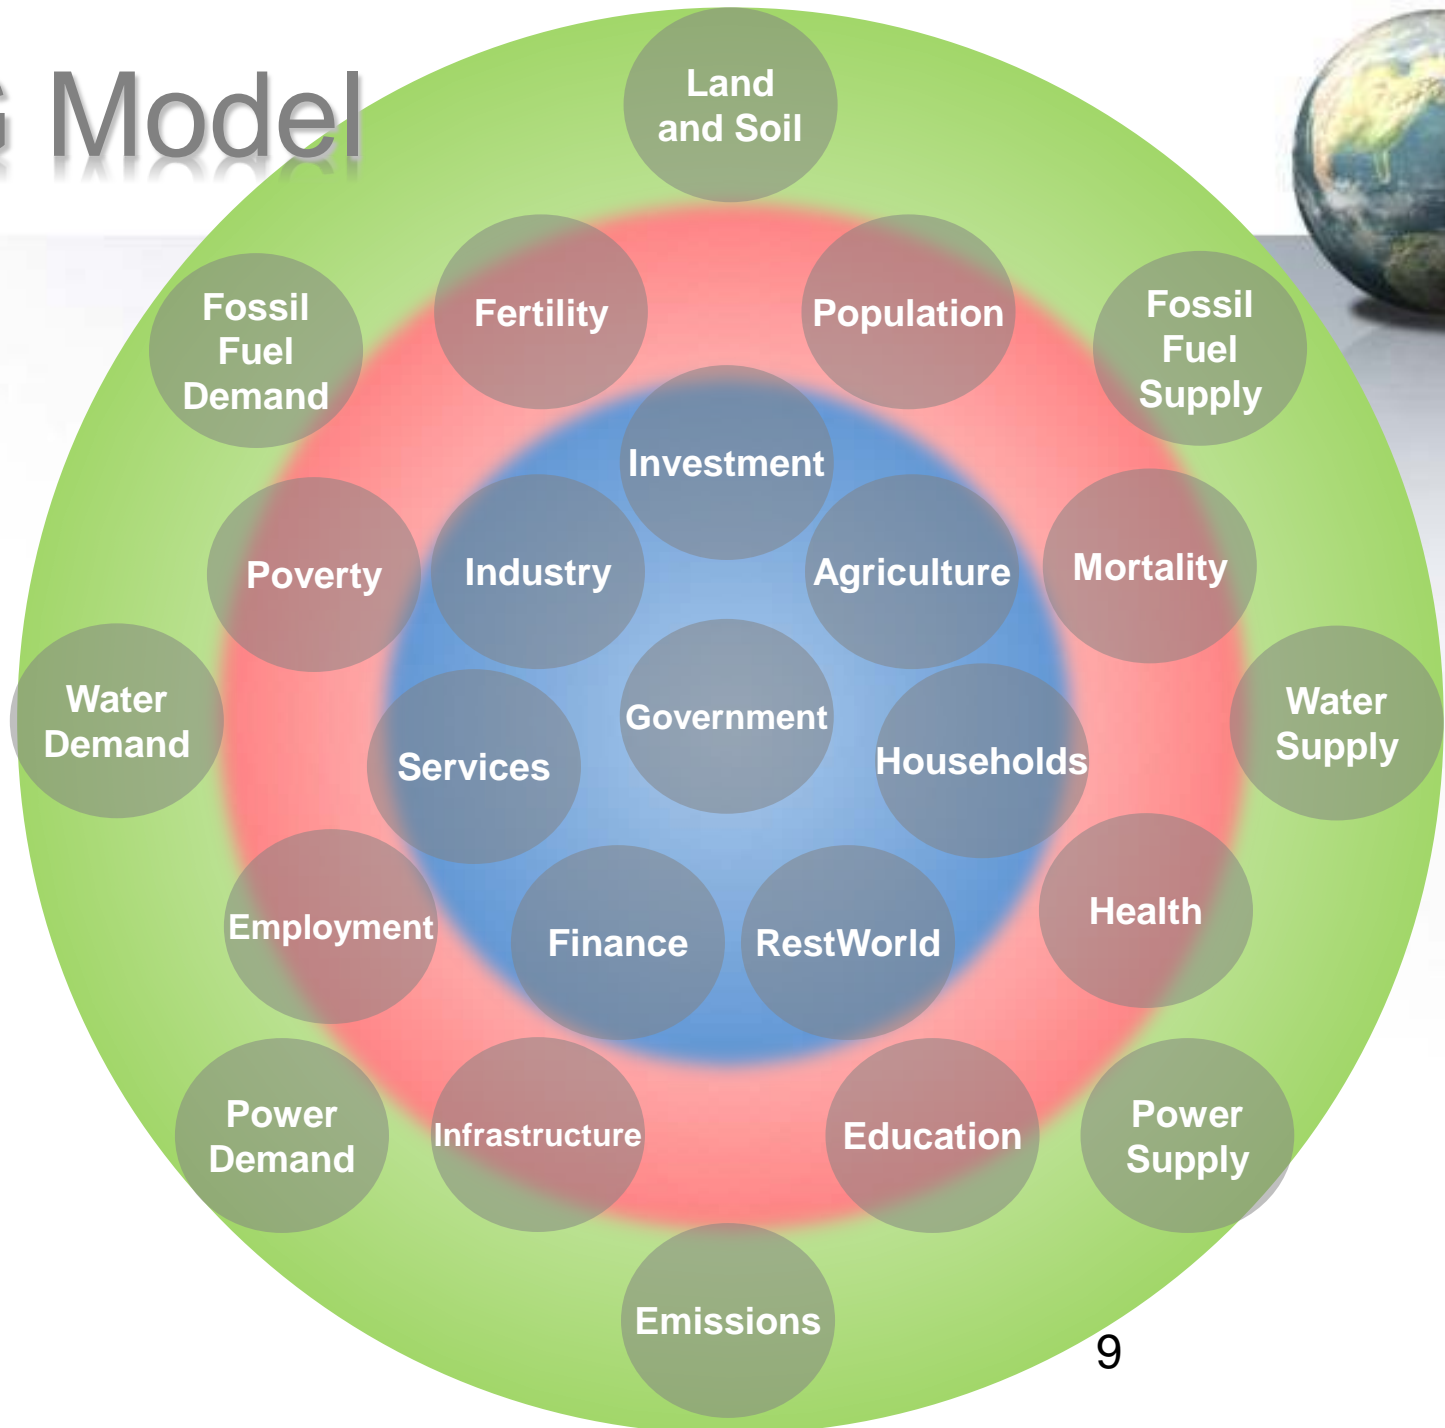 G Model
Land
and Soil
Fossil
Fuel
Demand
Fertility
Population
Fossil
Fuel
Supply
Investment
Poverty
Industry
Agriculture
Mortality
Water
Demand
Services
Government
Households
Water
Supply
Employment
Finance
RestWorld
Health
Power
Demand
Infrastructure
Education
Power
Supply
Emissions
9